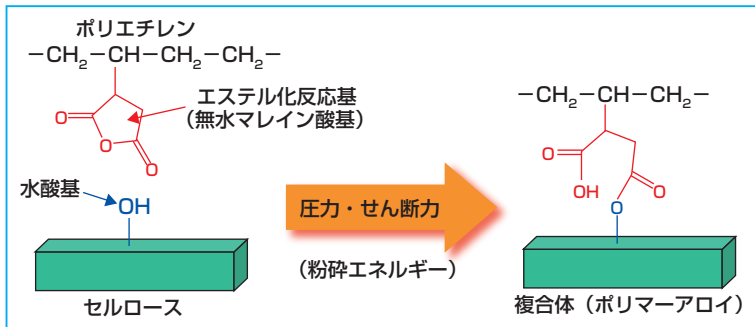 ポリエチレン
−CH₂−CH−CH₂−CH₂−
エステル化反応基
(無水マレイン酸基)
O
O
O
水酸基
OH
セルロース
圧力・せん断力
(粉砕エネルギー)
−CH₂−CH−CH₂−
O
OH
O
O
複合体(ポリマーアロイ)